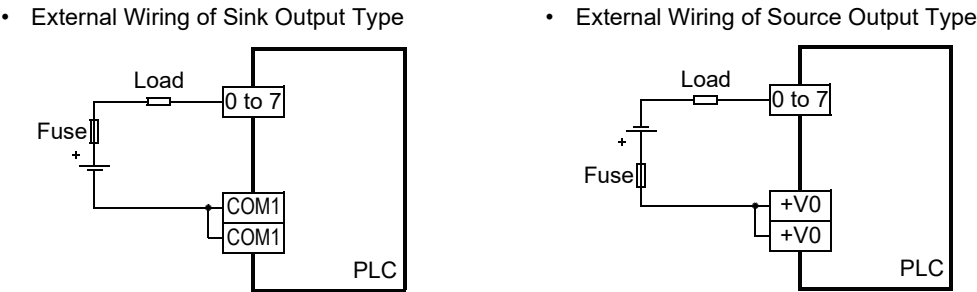 • External Wiring of Sink Output Type
Load
0 to 7
Fuse
+
COM1
COM1
PLC
• External Wiring of Source Output Type
Load
0 to 7
+
Fuse
+V0
+V0
PLC